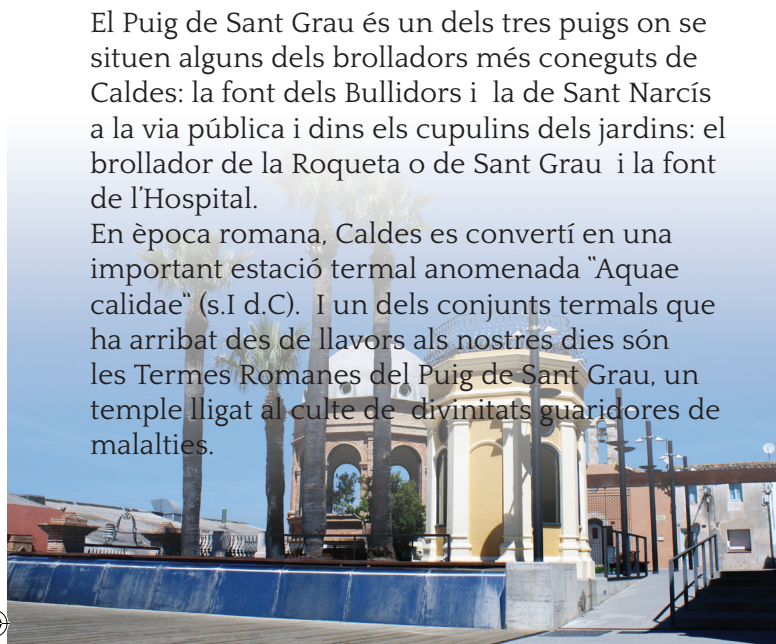 El Puig de Sant Grau és un dels tres puigs on se
situen alguns dels brolladors més coneguts de
Caldes: la font dels Bullidors i  la de Sant Narcís
a la via pública i dins els cupulins dels jardins: el
brollador de la Roqueta o de Sant Grau  i la font
de l’Hospital.
En època romana, Caldes es convertí en una
important estació termal anomenada “Aquae
calidae“ (s.I d.C).  I un dels conjunts termals que
ha arribat des de llavors als nostres dies són
les Termes Romanes del Puig de Sant Grau, un
temple lligat al culte de  divinitats guaridores de
malalties.